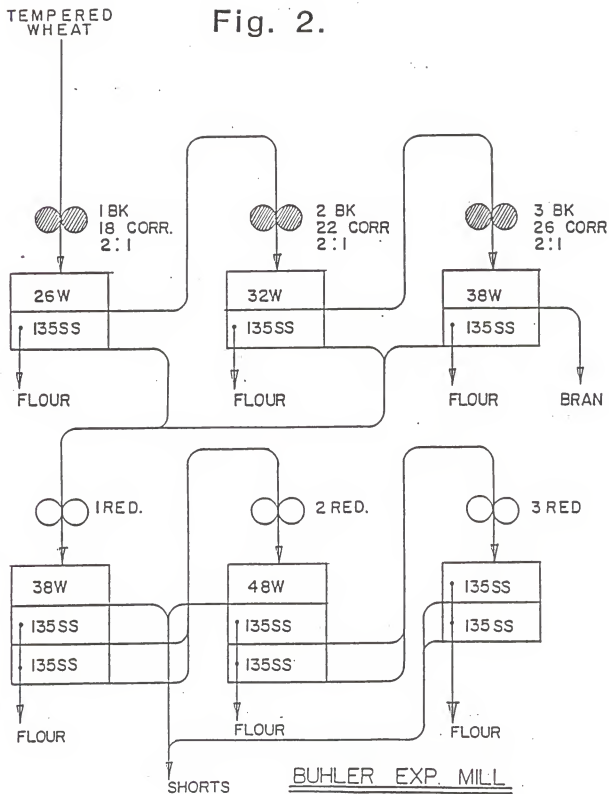 TEMPERED
WHEAT
Fig. 2.
1 BK
18 CORR.
2:1
2 BK
22 CORR
2:1
3 BK
26 CORR
2:1
26W
135SS
32W
135SS
38W
135SS
FLOUR
FLOUR
FLOUR
BRAN
1 RED.
2 RED.
3 RED
38W
135SS
135SS
48W
135SS
135SS
135SS
135SS
FLOUR
FLOUR
FLOUR
SHORTS
BUHLER EXP. MILL